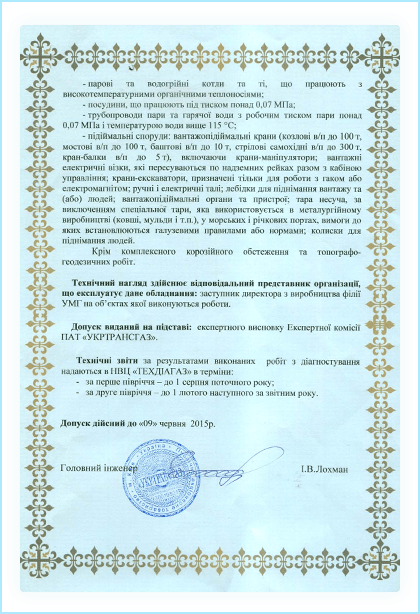 - парові та водогрійні котли та ті, що працюють з
високотемпературними органічними теплоносіями;
- посудини, що працюють під тиском понад 0,07 МПа;
- трубопроводи пари та гарячої води з робочим тиском пари понад
0,07 МПа і температурою води вище 115 °С;
- підіймальні споруди: вантажопідіймальні крани (козлові в/п до 100 т,
мостові в/п до 100 т, баштові в/п до 10 т, стрілові самохідні в/п до 300 т,
кран-балки в/п до 5 т), включаючи крани-маніпулятори; вантажні
електричні візки, які пересуваються по надземних рейках разом з кабіною
управління; крани-екскаватори, призначені тільки для роботи з гаком або
електромагнітом; ручні і електричні талі; лебідки для піднімання вантажу та
(або) людей; вантажопідіймальні органи та пристрої; тара несуча, за
виключенням спеціальної тари, яка використовується в металургійному
виробництві (ковші, мульди і т.п.), у морських і річкових портах, вимоги до
яких встановлюються галузевими правилами або нормами; колиски для
піднімання людей.
Крім комплексного корозійного обстеження та топографо-
геодезичних робіт.
Технічний нагляд здійснює відповідальний представник організації,
що експлуатує дане обладнання: заступник директора з виробництва філії
УМГ на об’єктах якої виконуються роботи.
Допуск виданий на підставі: експертного висновку Експертної комісії
ПАТ «УКРТРАНСГАЗ».
Технічні звіти за результатами виконаних робіт з діагностування
надаються в НВЦ «ТЕХДІАГАЗ» в терміни:
- за перше півріччя – до 1 серпня поточного року;
- за друге півріччя – до 1 лютого наступного за звітним року.
Допуск дійсний до «09» червня 2015р.
Головний інженер І.В.Лохман